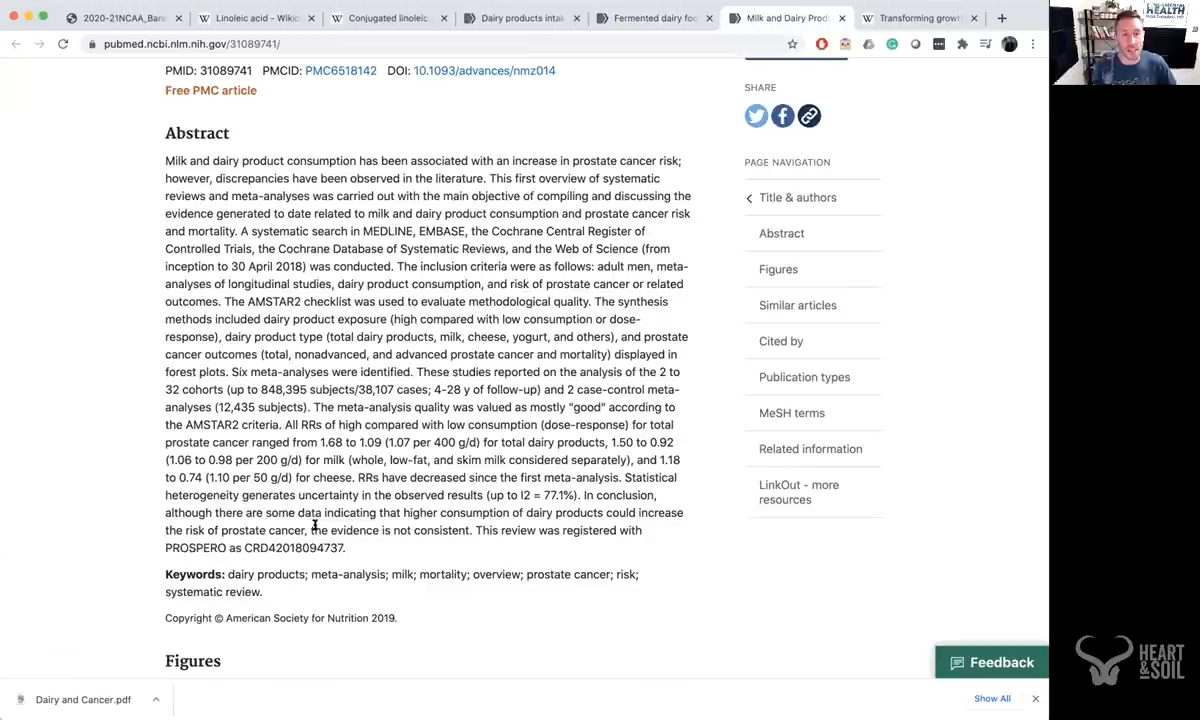 2020-21NCAA_Ban
Linoleic acid - Wiki
Conjugated linoleic
Dairy products inta
Fermented dairy fo
Milk and Dairy Prod
Transforming growt
pubmed.ncbi.nlm.nih.gov/31089741/
HEALTH
PMID: 31089741 PMCID: PMC6518142 DOI: 10.1093/advances/nmz014
Free PMC article
Abstract
Milk and dairy product consumption has been associated with an increase in prostate cancer risk;
however, discrepancies have been observed in the literature. This first overview of systematic
reviews and meta-analyses was carried out with the main objective of compiling and discussing the
evidence generated to date related to milk and dairy product consumption and prostate cancer risk
and mortality. A systematic search in MEDLINE, EMBASE, the Cochrane Central Register of
Controlled Trials, the Cochrane Database of Systematic Reviews, and the Web of Science (from
inception to 30 April 2018) was conducted. The inclusion criteria were as follows: adult men, meta-
analyses of longitudinal studies, dairy product consumption, and risk of prostate cancer or related
outcomes. The AMSTAR2 checklist was used to evaluate methodological quality. The synthesis
methods included dairy product exposure (high compared with low consumption or dose-
response), dairy product type (total dairy products, milk, cheese, yogurt, and others), and prostate
cancer outcomes (total, nonadvanced, and advanced prostate cancer and mortality) displayed in
forest plots. Six meta-analyses were identified. These studies reported on the analysis of the 2 to
32 cohorts (up to 848,395 subjects/38,107 cases; 4-28 y of follow-up) and 2 case-control meta-
analyses (12,435 subjects). The meta-analysis quality was valued as mostly "good" according to
the AMSTAR2 criteria. All RRs of high compared with low consumption (dose-response) for total
prostate cancer ranged from 1.68 to 1.09 (1.07 per 400 g/d) for total dairy products, 1.50 to 0.92
(1.06 to 0.98 per 200 g/d) for milk (whole, low-fat, and skim milk considered separately), and 1.18
to 0.74 (1.10 per 50 g/d) for cheese. RRs have decreased since the first meta-analysis. Statistical
heterogeneity generates uncertainty in the observed results (up to I2 = 77.1%). In conclusion,
although there are some data indicating that higher consumption of dairy products could increase
the risk of prostate cancer, the evidence is not consistent. This review was registered with
PROSPERO as CRD42018094737.
Keywords: dairy products; meta-analysis; milk; mortality; overview; prostate cancer; risk;
systematic review.
Copyright © American Society for Nutrition 2019.
Figures
SHARE
PAGE NAVIGATION
Title & authors
Abstract
Figures
Similar articles
Cited by
Publication types
MeSH terms
Related information
LinkOut - more
resources
Feedback
HEART
& SOIL
Dairy and Cancer.pdf
Show All